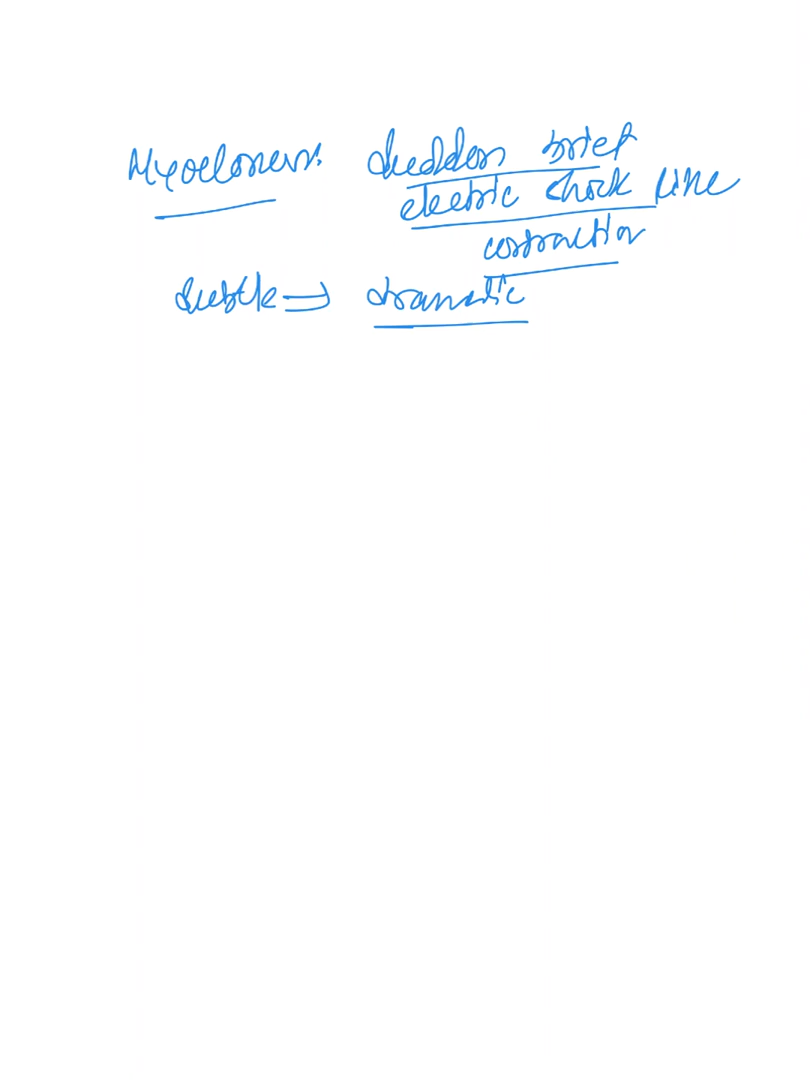 Myoclonus: Sudden brief
electric shock like
contraction
Subtle ⇒ dramatic